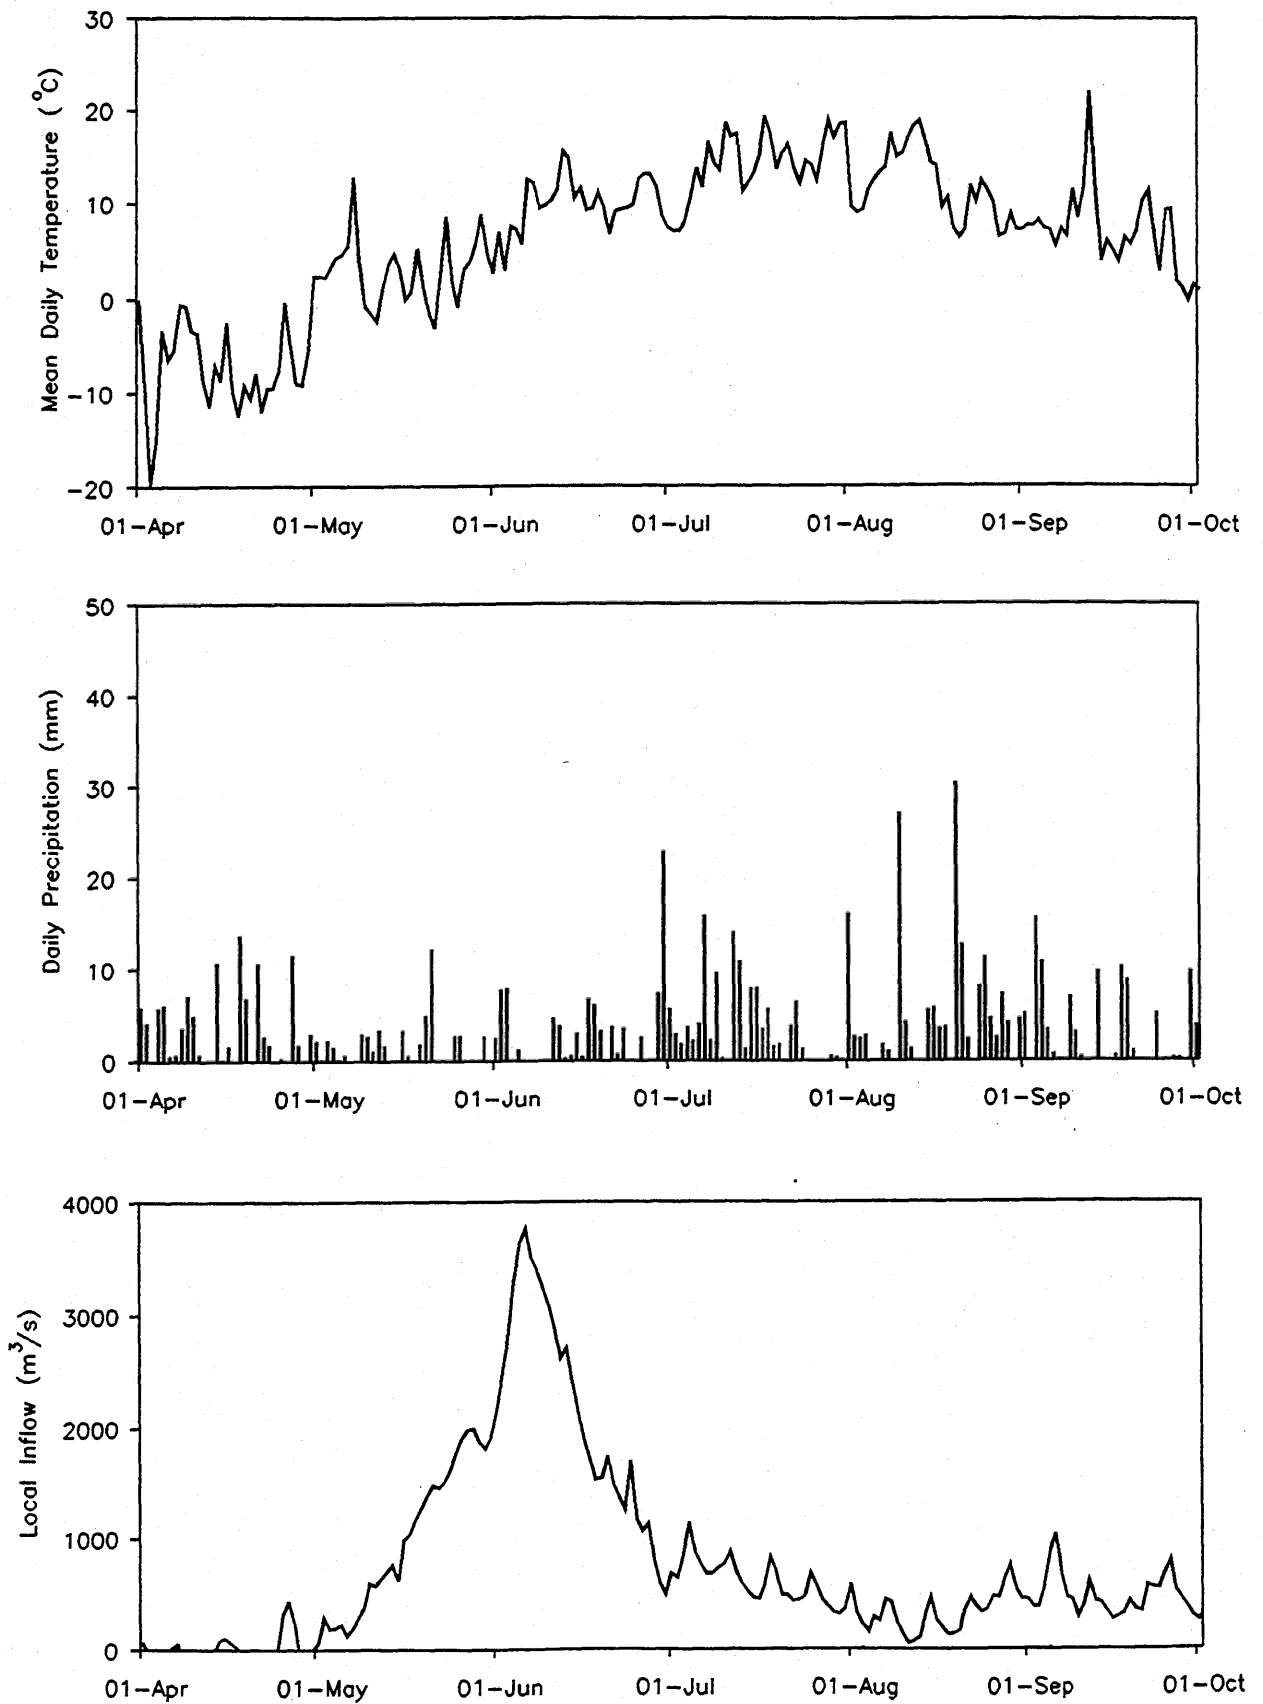 Mean Daily Temperature (°C)
30
20
10
0
−10
−20
01−Apr 01−May 01−Jun 01−Jul 01−Aug 01−Sep 01−Oct
Daily Precipitation (mm)
50
40
30
20
10
0
01−Apr 01−May 01−Jun 01−Jul 01−Aug 01−Sep 01−Oct
Local Inflow (m³/s)
4000
3000
2000
1000
0
01−Apr 01−May 01−Jun 01−Jul 01−Aug 01−Sep 01−Oct